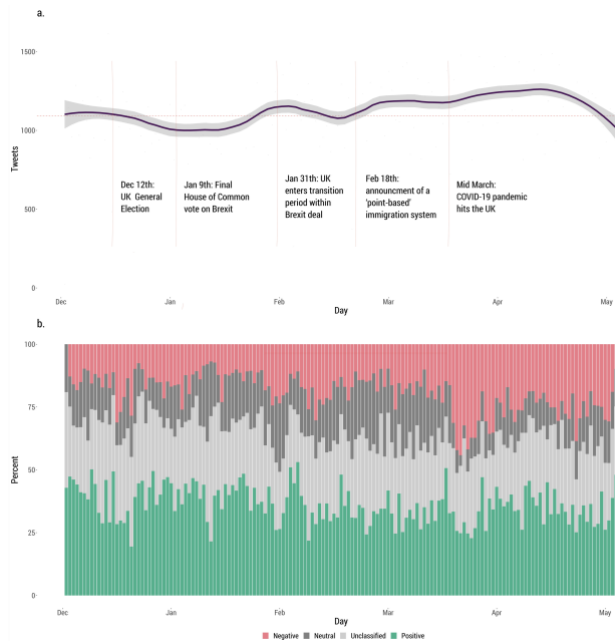 a.
1500
1000
500
0
Tweets
Dec 12th:
UK General
Election
Jan 9th: Final
House of Common
vote on Brexit
Jan 31th: UK
enters transition
period within
Brexit deal
Feb 18th:
announcment of a
'point-based'
immigration system
Mid March:
COVID-19 pandemic
hits the UK
Dec Jan Feb Mar Apr May
Day
b.
100
75
50
25
0
Percent
Dec Jan Feb Mar Apr May
Day
Negative Neutral Unclassified Positive